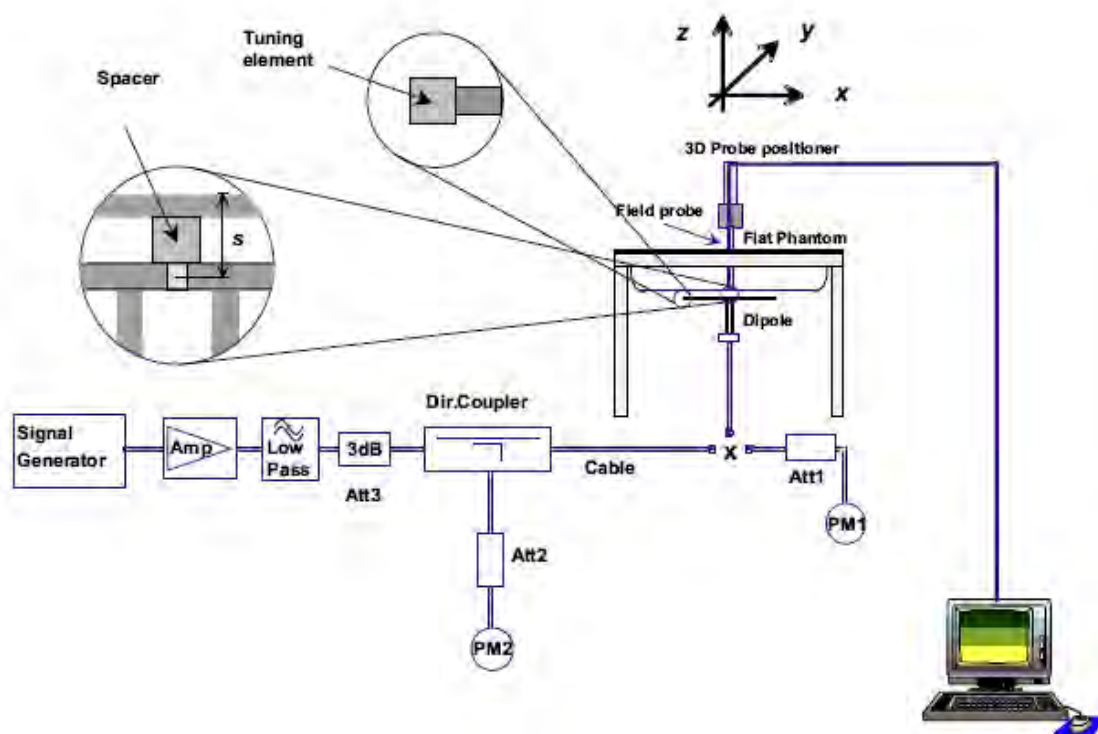 z
y
x
Tuning
element
Spacer
3D Probe positioner
Field probe
Flat Phantom
s
Dipole
Dir.Coupler
Signal
Generator
Amp
Low
Pass
3dB
Att3
Cable
x
Att1
PM1
Att2
PM2